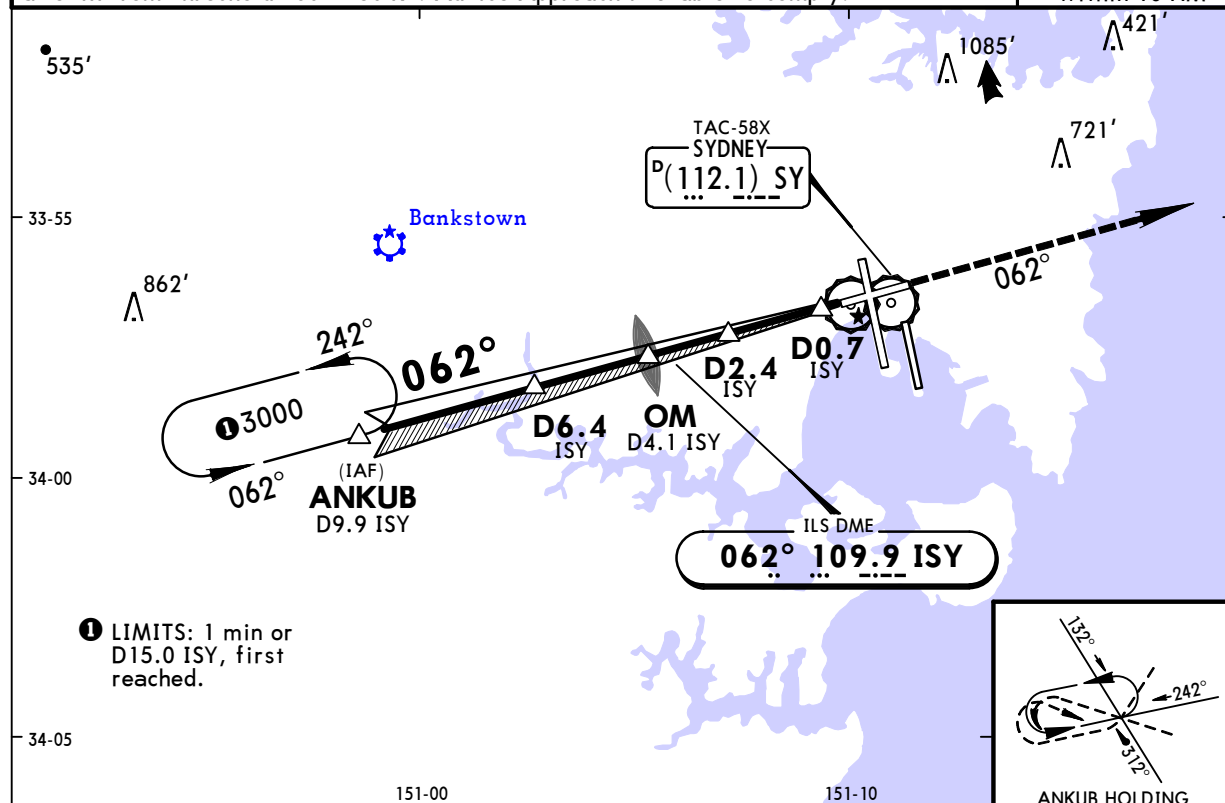 535'
1085'
421'
721'
TAC-58X
SYDNEY
D(112.1) SY
33-55
Bankstown
862'
062°
242°
062°
❶3000
D0.7
ISY
D2.4
ISY
OM
D4.1 ISY
D6.4
ISY
062°
(IAF)
ANKUB
D9.9 ISY
34-00
ILS DME
062° 109.9 ISY
❶ LIMITS: 1 min or
D15.0 ISY, first
reached.
132°
242°
312°
ANKUB HOLDING
34-05
151-00
151-10